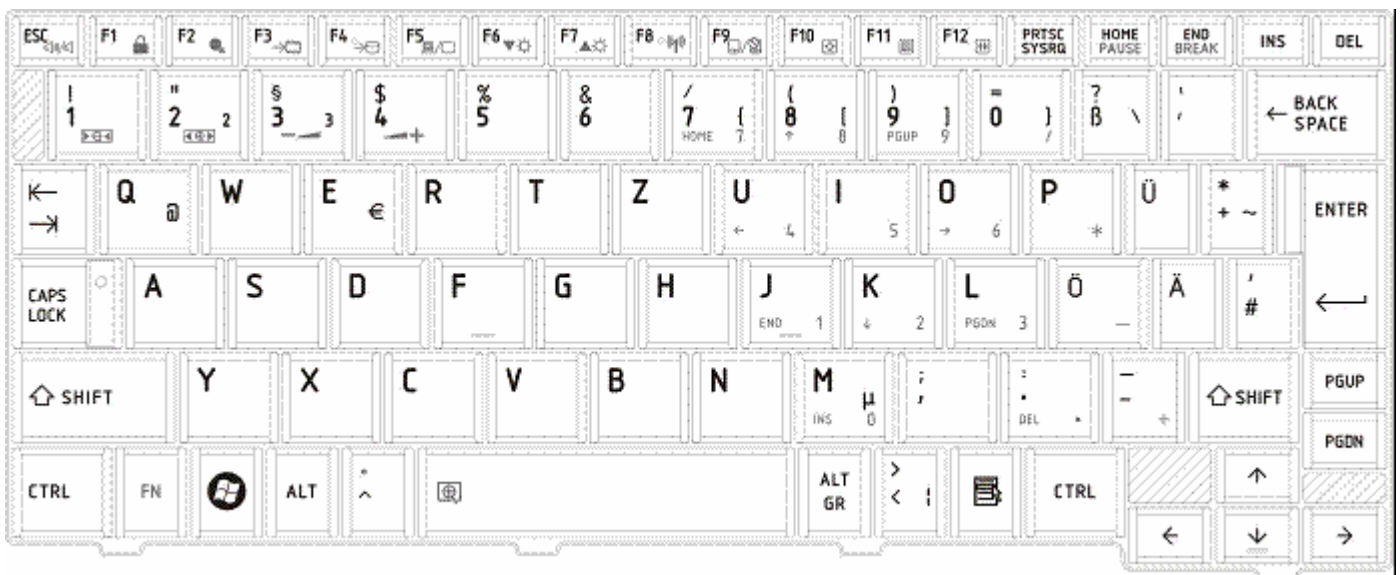 ESC F1 F2 F3 F4 F5 F6 F7 F8 F9 F10 F11 F12 PRTSC HOME END INS DEL
SYSRQ PAUSE BREAK
! " § $ % & / ( ) = ?
1 2 2 3 3 4 5 6 7 { 8 [ 9 ] 0 } ß \ ← BACK
HOME 7 ↑ 8 PGUP 9 / SPACE
Q @ W E € R T Z U I O P Ü * ENTER
← 4 5 → 6 * + ~
CAPS A S D F G H J K L Ö Ä '
LOCK END 1 ↓ 2 PGDN 3 — #
SHIFT Y X C V B N M µ ; : – SHIFT PGUP
INS 0 , . DEL . - ÷
PGDN
CTRL FN ALT ° ALT > CTRL ↑
^ GR < |
← ↓ →